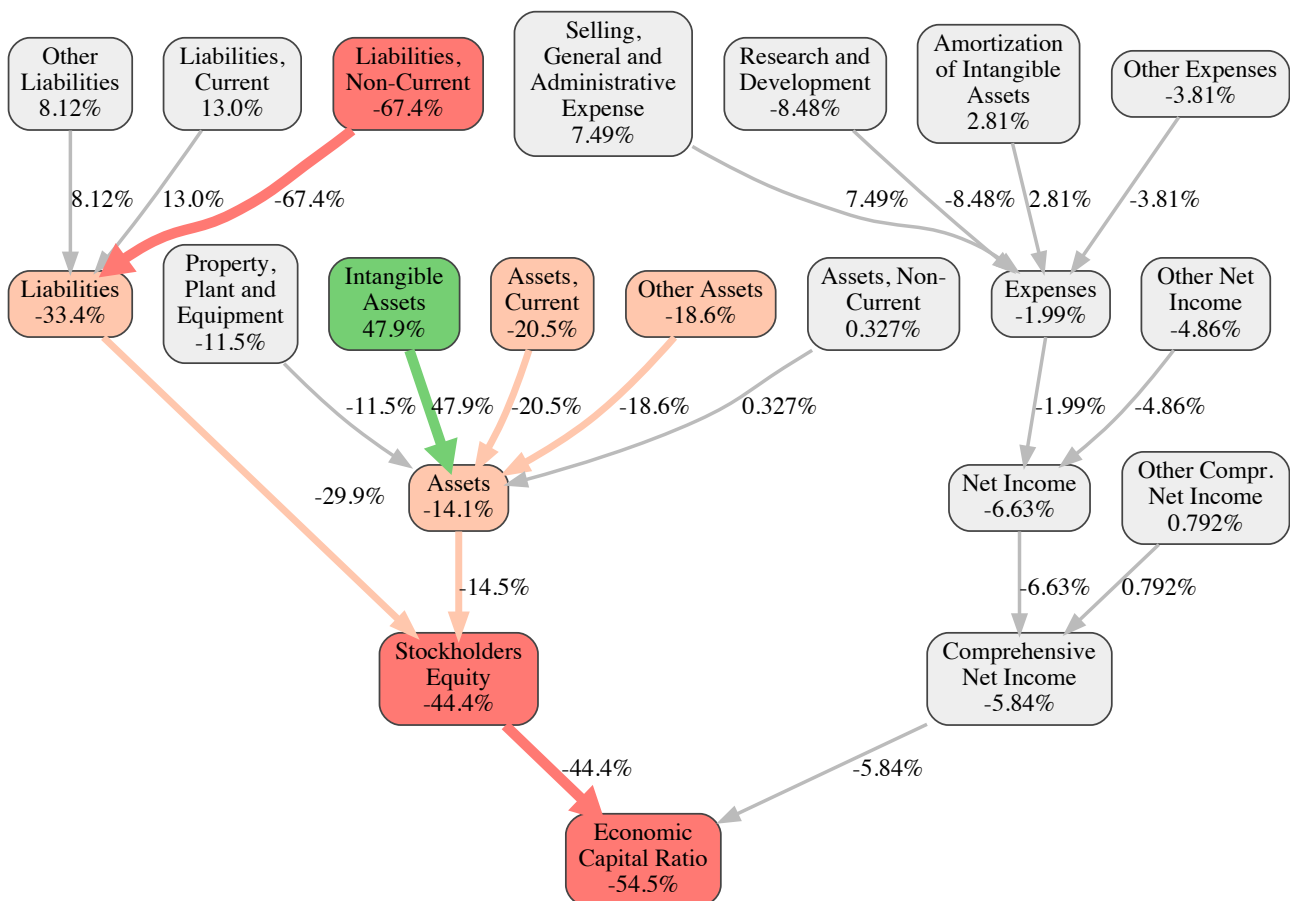 Other
Liabilities
8.12%
Liabilities,
Current
13.0%
Liabilities,
Non-Current
-67.4%
Selling,
General and
Administrative
Expense
7.49%
Research and
Development
-8.48%
Amortization
of Intangible
Assets
2.81%
Other Expenses
-3.81%
8.12%
13.0%
-67.4%
7.49%
-8.48%
2.81%
-3.81%
Liabilities
-33.4%
Property,
Plant and
Equipment
-11.5%
Intangible
Assets
47.9%
Assets,
Current
-20.5%
Other Assets
-18.6%
Assets, Non-
Current
0.327%
Expenses
-1.99%
Other Net
Income
-4.86%
-11.5%
47.9%
-20.5%
-18.6%
0.327%
-1.99%
-4.86%
-29.9%
Assets
-14.1%
Net Income
-6.63%
Other Compr.
Net Income
0.792%
-14.5%
-6.63%
0.792%
Stockholders
Equity
-44.4%
Comprehensive
Net Income
-5.84%
-44.4%
-5.84%
Economic
Capital Ratio
-54.5%